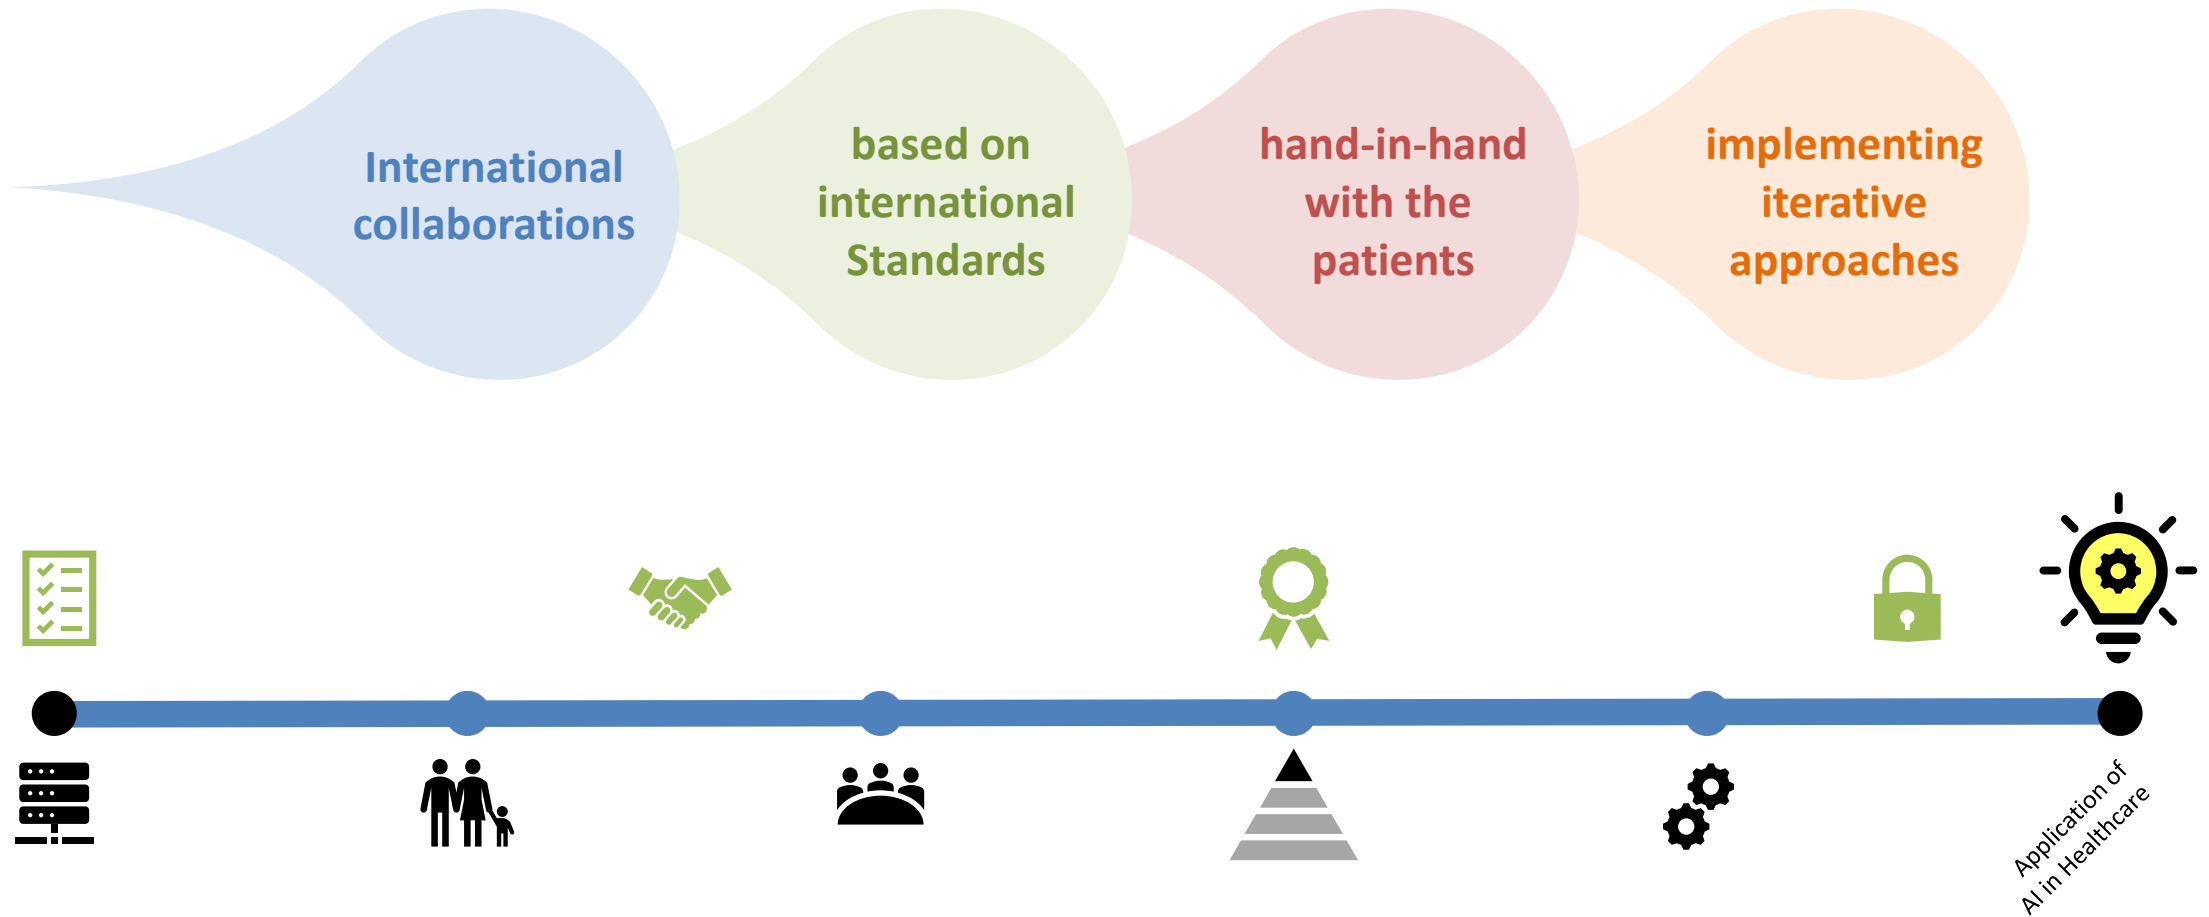 International
collaborations
based on
international
Standards
hand-in-hand
with the
patients
implementing
iterative
approaches
Application of
AI in Healthcare